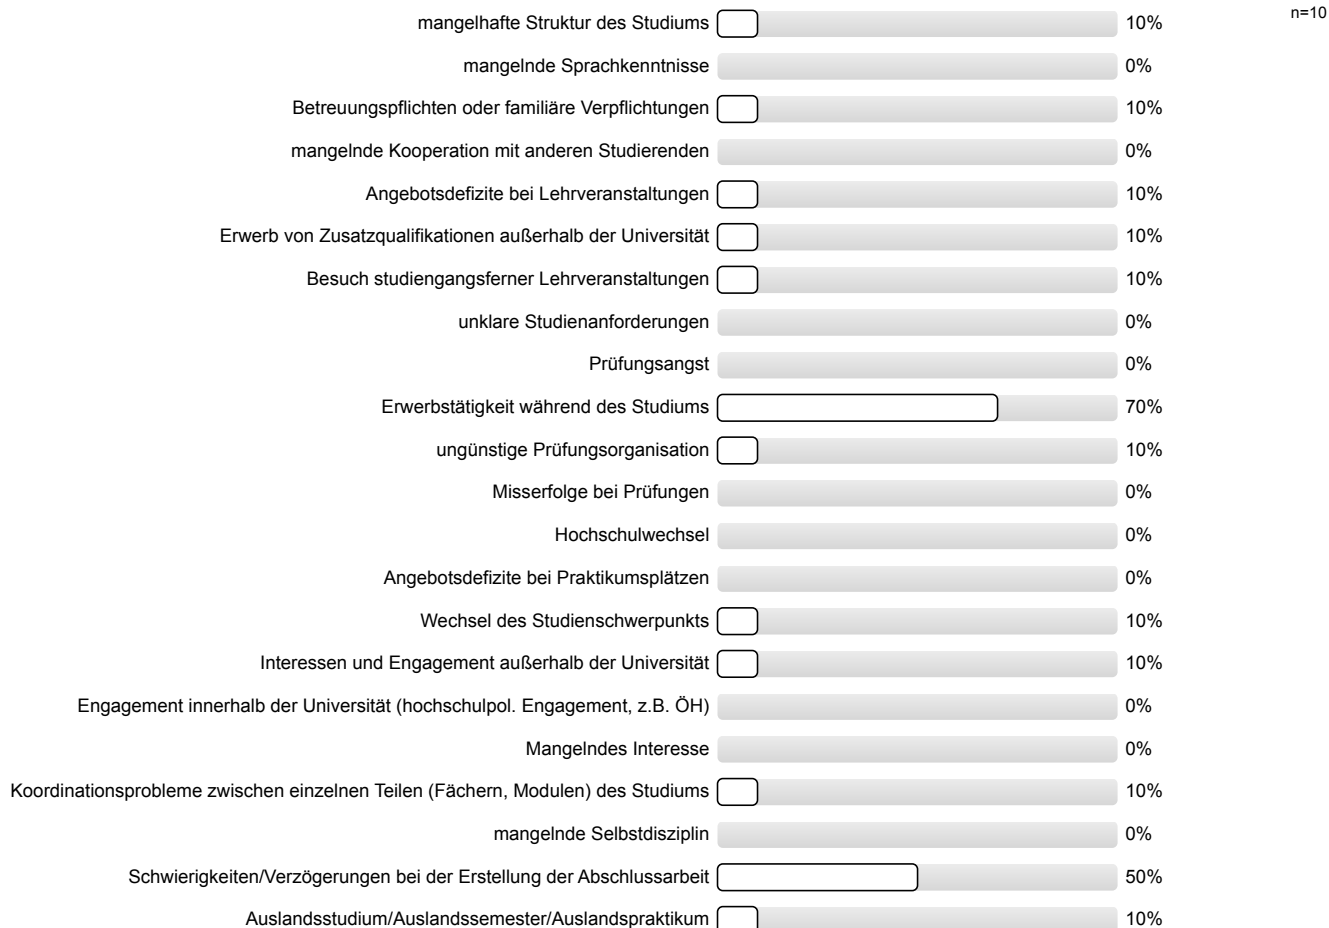 n=10
mangelhafte Struktur des Studiums 10%
mangelnde Sprachkenntnisse 0%
Betreuungspflichten oder familiäre Verpflichtungen 10%
mangelnde Kooperation mit anderen Studierenden 0%
Angebotsdefizite bei Lehrveranstaltungen 10%
Erwerb von Zusatzqualifikationen außerhalb der Universität 10%
Besuch studiengangsferner Lehrveranstaltungen 10%
unklare Studienanforderungen 0%
Prüfungsangst 0%
Erwerbstätigkeit während des Studiums 70%
ungünstige Prüfungsorganisation 10%
Misserfolge bei Prüfungen 0%
Hochschulwechsel 0%
Angebotsdefizite bei Praktikumsplätzen 0%
Wechsel des Studienschwerpunkts 10%
Interessen und Engagement außerhalb der Universität 10%
Engagement innerhalb der Universität (hochschulpol. Engagement, z.B. ÖH) 0%
Mangelndes Interesse 0%
Koordinationsprobleme zwischen einzelnen Teilen (Fächern, Modulen) des Studiums 10%
mangelnde Selbstdisziplin 0%
Schwierigkeiten/Verzögerungen bei der Erstellung der Abschlussarbeit 50%
Auslandsstudium/Auslandssemester/Auslandspraktikum 10%